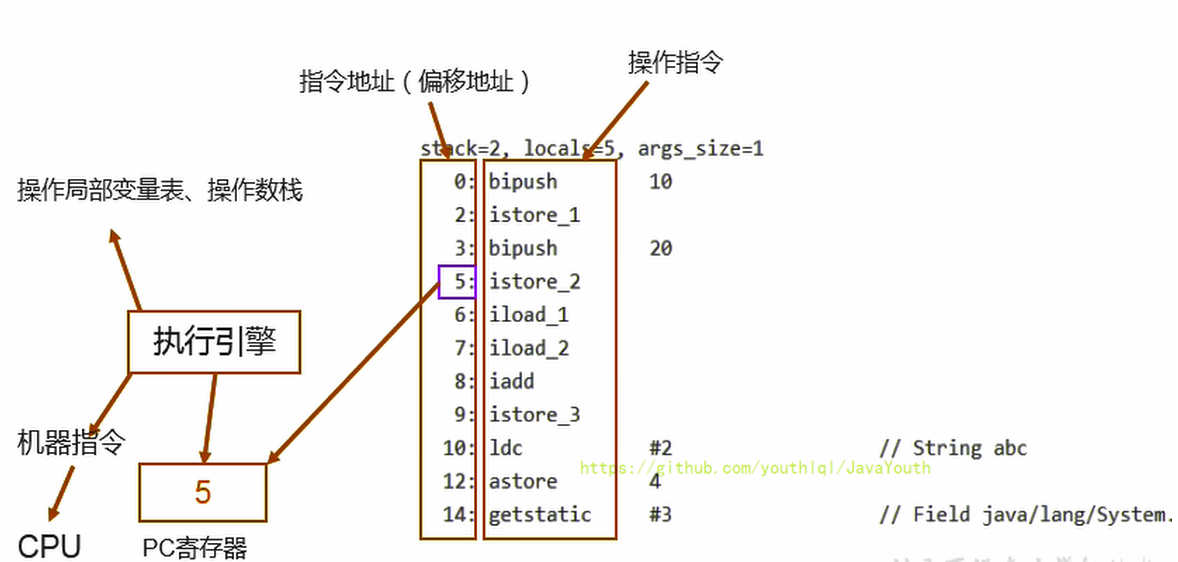 操作指令
指令地址（偏移地址）
stack=2, locals=5, args_size=1
操作局部变量表、操作数栈
0: bipush 10
2: istore_1
3: bipush 20
5: istore_2
6: iload_1
7: iload_2
8: iadd
9: istore_3
10: ldc #2 // String abc
https://github.com/youthlql/JavaYouth
12: astore 4
14: getstatic #3 // Field java/lang/System.
执行引擎
机器指令
5
CPU
PC寄存器